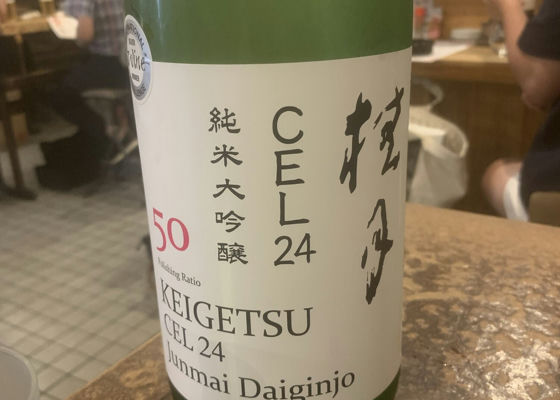 桂月
CEL
24
純米大吟醸
50
Polishing Ratio
KEIGETSU
CEL 24
Junmai Daiginjo